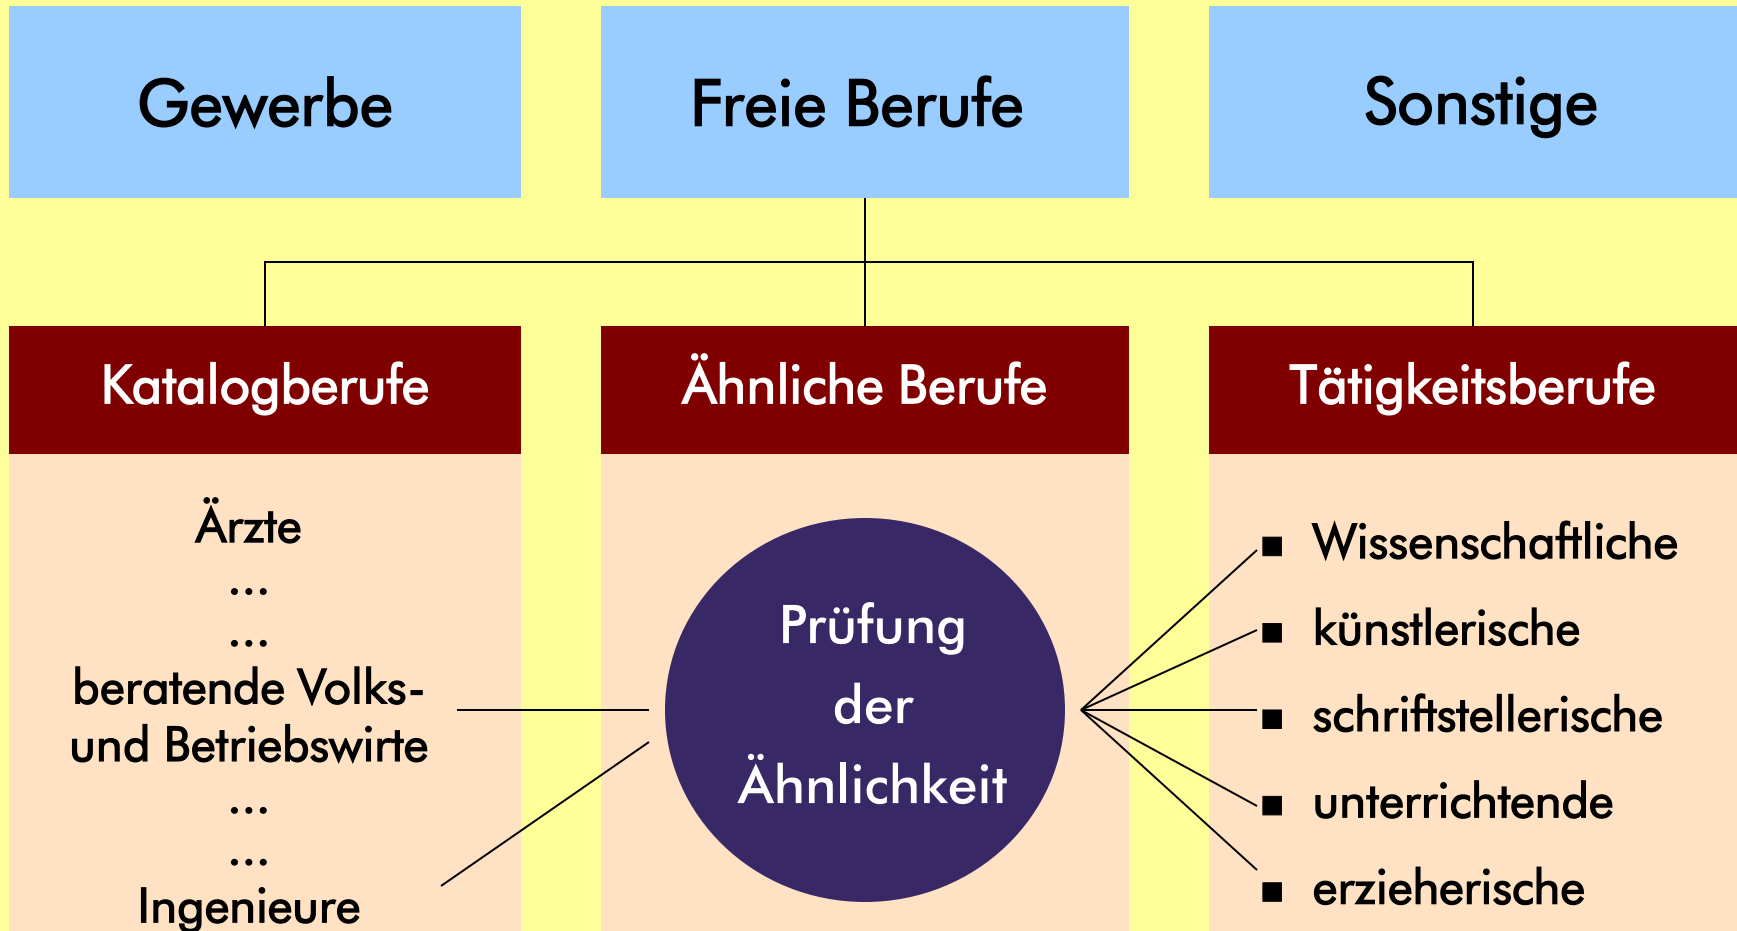 Gewerbe
Freie Berufe
Sonstige
Katalogberufe
Ärzte
...
...
beratende Volks-
und Betriebswirte
...
...
Ingenieure
Ähnliche Berufe
Prüfung
der
Ähnlichkeit
Tätigkeitsberufe
■ Wissenschaftliche
■ künstlerische
■ schriftstellerische
■ unterrichtende
■ erzieherische